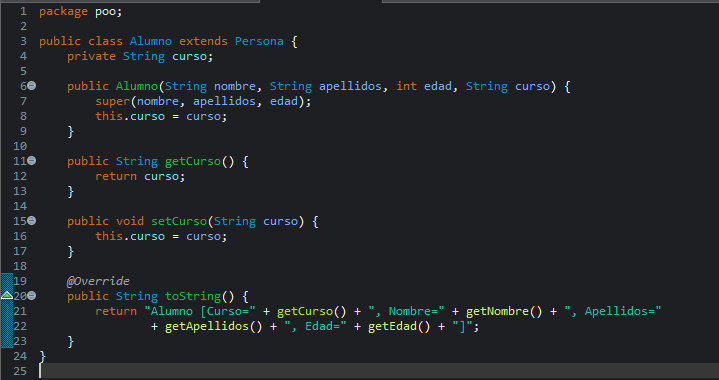 1 package poo;
2
3 public class Alumno extends Persona {
4     private String curso;
5
6     public Alumno(String nombre, String apellidos, int edad, String curso) {
7         super(nombre, apellidos, edad);
8         this.curso = curso;
9     }
10
11     public String getCurso() {
12         return curso;
13     }
14
15     public void setCurso(String curso) {
16         this.curso = curso;
17     }
18
19     @Override
20     public String toString() {
21         return "Alumno [Curso=" + getCurso() + ", Nombre=" + getNombre() + ", Apellidos="
22                 + getApellidos() + ", Edad=" + getEdad() + "]";
23     }
24 }
25